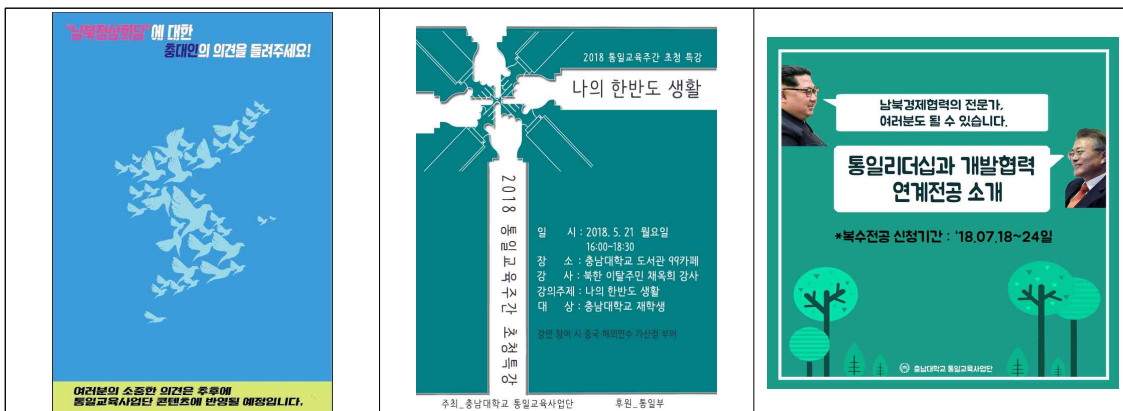 "남북정상회담"에 대한
충대인의 의견을 들려주세요!
여러분의 소중한 의견은 추후에
통일교육사업단 콘텐츠에 반영될 예정입니다.
2018 통일교육주간 초청 특강
나의 한반도 생활
2018 통일교육주간 초청특강
일 시 : 2018. 5. 21 월요일
16:00~18:30
장 소 : 충남대학교 도서관 99카페
강 사 : 북한 이탈주민 채옥희 강사
강의주제 : 나의 한반도 생활
대 상 : 충남대학교 재학생
강연 참여 시 중국 해외연수 가산점 부여
주최_충남대학교 통일교육사업단 후원_통일부
남북경제협력의 전문가,
여러분도 될 수 있습니다.
통일리더십과 개발협력
연계전공 소개
*복수전공 신청기간 : '18.07.18~24일
충남대학교 통일교육사업단